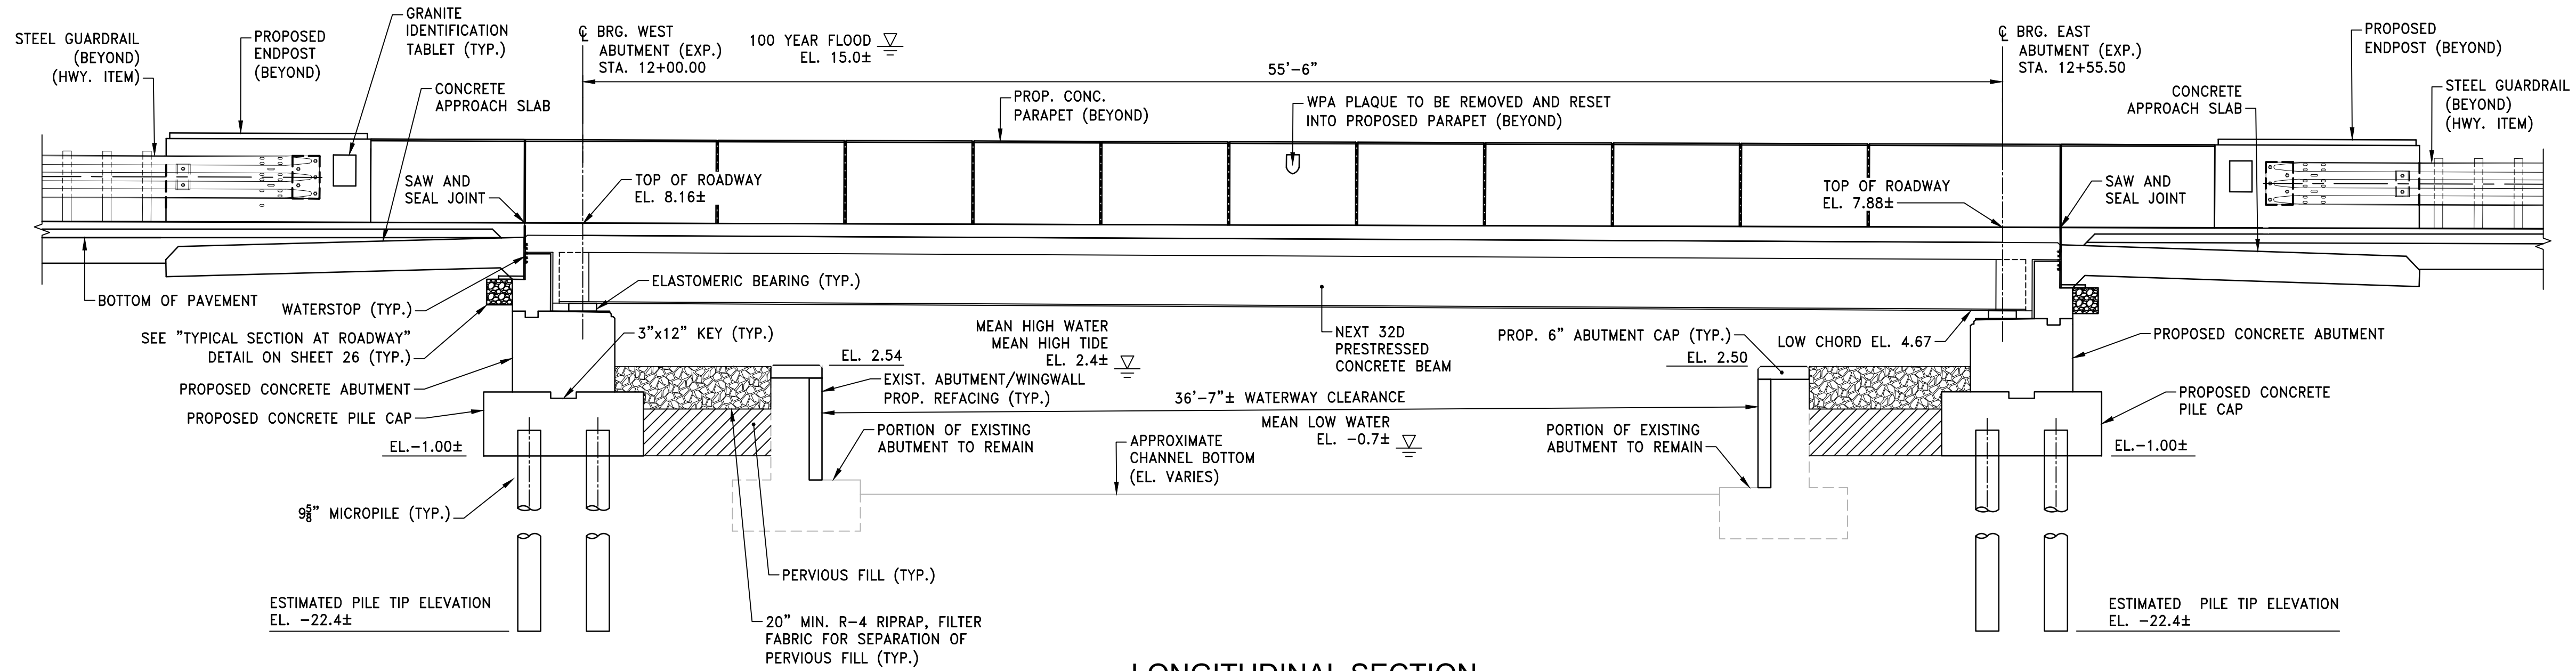 STEEL GUARDRAIL
(BEYOND)
(HWY. ITEM)
PROPOSED
ENDPOST
(BEYOND)
GRANITE
IDENTIFICATION
TABLET (TYP.)
CONCRETE
APPROACH SLAB
℄ BRG. WEST
ABUTMENT (EXP.)
STA. 12+00.00
100 YEAR FLOOD
EL. 15.0±
55'-6"
PROP. CONC.
PARAPET (BEYOND)
WPA PLAQUE TO BE REMOVED AND RESET
INTO PROPOSED PARAPET (BEYOND)
℄ BRG. EAST
ABUTMENT (EXP.)
STA. 12+55.50
CONCRETE
APPROACH SLAB
PROPOSED
ENDPOST (BEYOND)
STEEL GUARDRAIL
(BEYOND)
(HWY. ITEM)
SAW AND
SEAL JOINT
TOP OF ROADWAY
EL. 8.16±
TOP OF ROADWAY
EL. 7.88±
SAW AND
SEAL JOINT
BOTTOM OF PAVEMENT
WATERSTOP (TYP.)
SEE "TYPICAL SECTION AT ROADWAY"
DETAIL ON SHEET 26 (TYP.)
PROPOSED CONCRETE ABUTMENT
PROPOSED CONCRETE PILE CAP
EL.-1.00±
9⅝" MICROPILE (TYP.)
ESTIMATED PILE TIP ELEVATION
EL. -22.4±
ELASTOMERIC BEARING (TYP.)
3"x12" KEY (TYP.)
MEAN HIGH WATER
MEAN HIGH TIDE
EL. 2.4±
EL. 2.54
EXIST. ABUTMENT/WINGWALL
PROP. REFACING (TYP.)
PORTION OF EXISTING
ABUTMENT TO REMAIN
36'-7"± WATERWAY CLEARANCE
MEAN LOW WATER
EL. -0.7±
APPROXIMATE
CHANNEL BOTTOM
(EL. VARIES)
NEXT 32D
PRESTRESSED
CONCRETE BEAM
PROP. 6" ABUTMENT CAP (TYP.)
EL. 2.50
LOW CHORD EL. 4.67
PORTION OF EXISTING
ABUTMENT TO REMAIN
PROPOSED CONCRETE ABUTMENT
PROPOSED CONCRETE
PILE CAP
EL.-1.00±
PERVIOUS FILL (TYP.)
20" MIN. R-4 RIPRAP, FILTER
FABRIC FOR SEPARATION OF
PERVIOUS FILL (TYP.)
ESTIMATED PILE TIP ELEVATION
EL. -22.4±
LONGITUDINAL SECTION